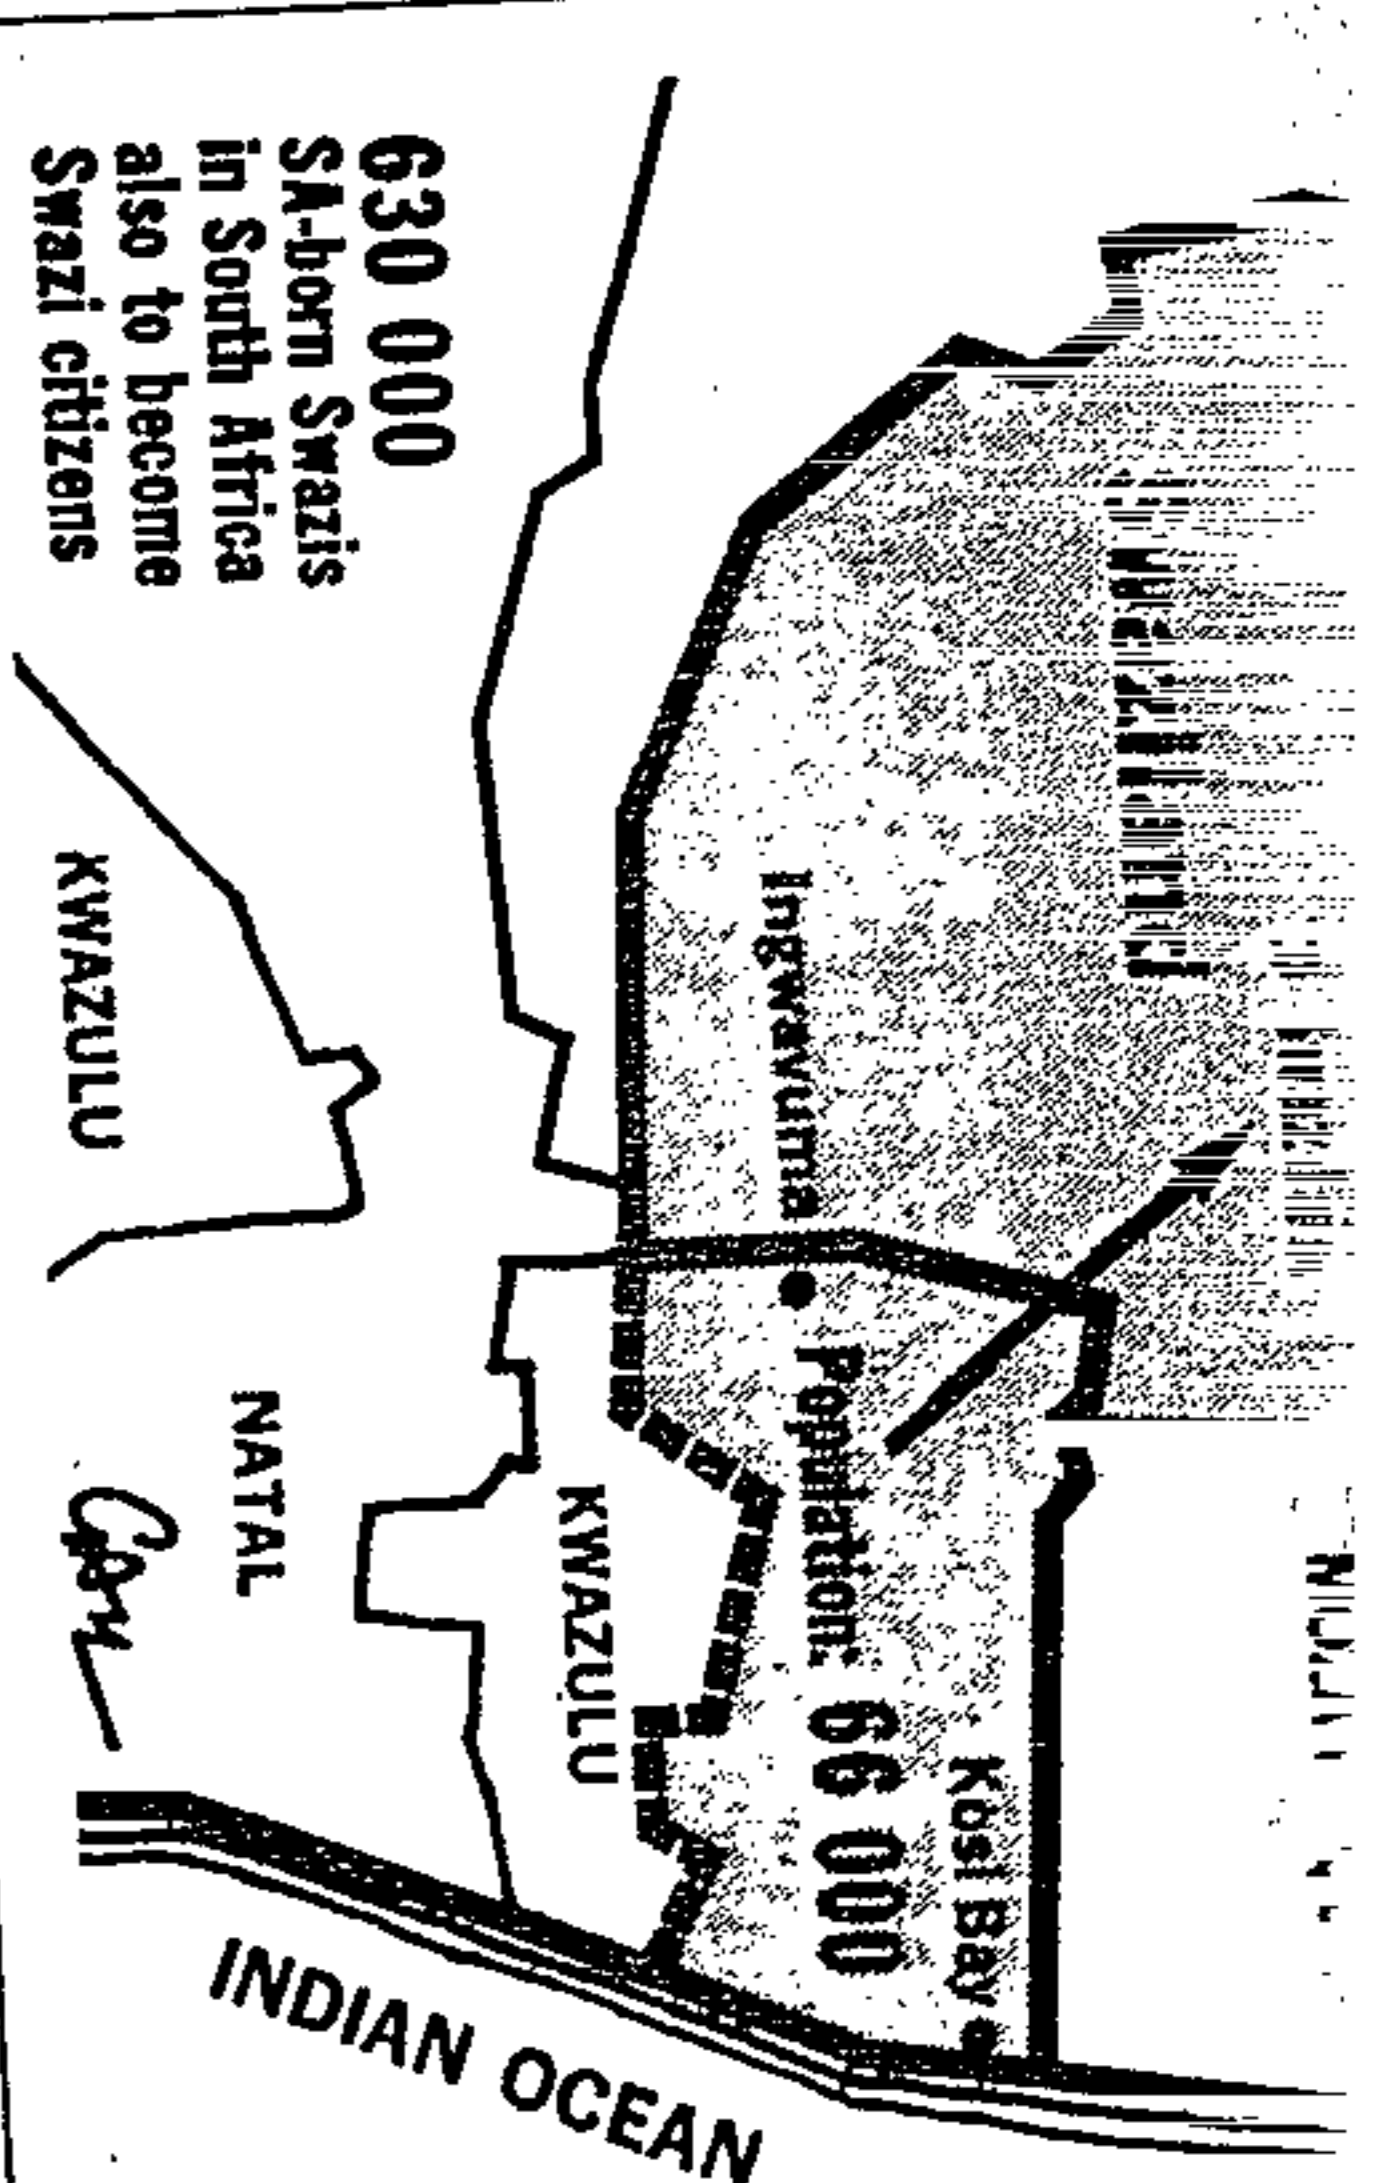 SWAZILAND
Ingwavuma
Population: 66 000
Kosi Bay
630 000
SA-born Swazis
in South Africa
also to become
Swazi citizens
KWAZULU
KWAZULU
NATAL
INDIAN OCEAN